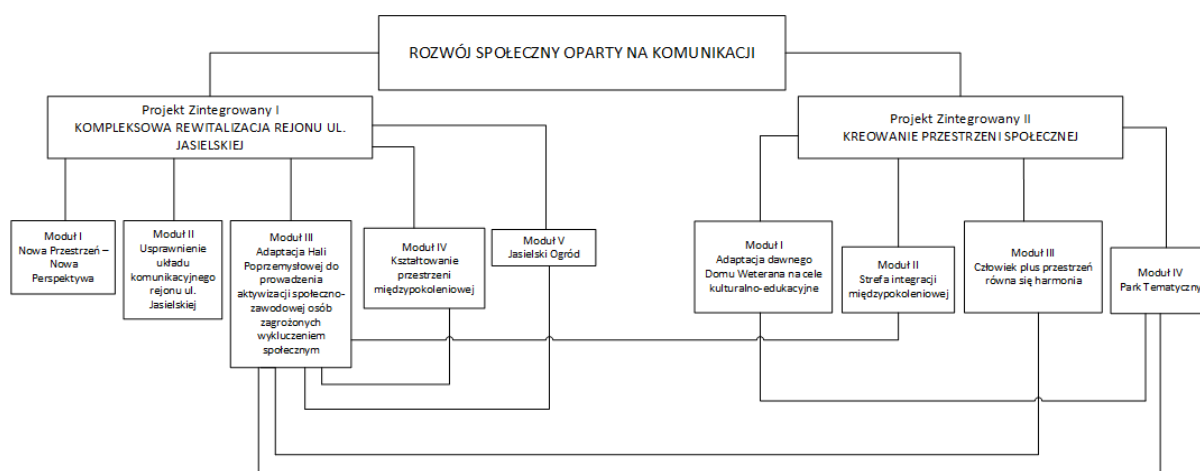 ROZWÓJ SPOŁECZNY OPARTY NA KOMUNIKACJI
Projekt Zintegrowany I
KOMPLEKSOWA REWITALIZACJA REJONU UL.
JASIELSKIEJ
Projekt Zintegrowany II
KREOWANIE PRZESTRZENI SPOŁECZNEJ
Moduł I
Nowa Przestrzeń –
Nowa
Perspektywa
Moduł II
Usprawnienie
układu
komunikacyjnego
rejonu ul.
Jasielskiej
Moduł III
Adaptacja Hali
Poprzemysłowej do
prowadzenia
aktywizacji społeczno-
zawodowej osób
zagrożonych
wykluczeniem
społecznym
Moduł IV
Kształtowanie
przestrzeni
międzypokoleniowej
Moduł V
Jasielski Ogród
Moduł I
Adaptacja dawnego
Domu Weterana na cele
kulturalno-edukacyjne
Moduł II
Strefa integracji
międzypokoleniowej
Moduł III
Człowiek plus przestrzeń
równa się harmonia
Moduł IV
Park Tematyczny